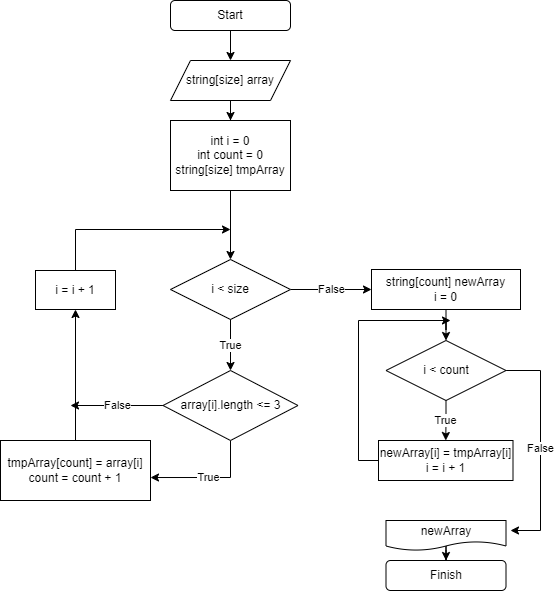 Start
string[size] array
int i = 0
int count = 0
string[size] tmpArray
i = i + 1
i < size
False
string[count] newArray
i = 0
True
i < count
array[i].length <= 3
False
True
tmpArray[count] = array[i]
count = count + 1
True
newArray[i] = tmpArray[i]
i = i + 1
False
newArray
Finish